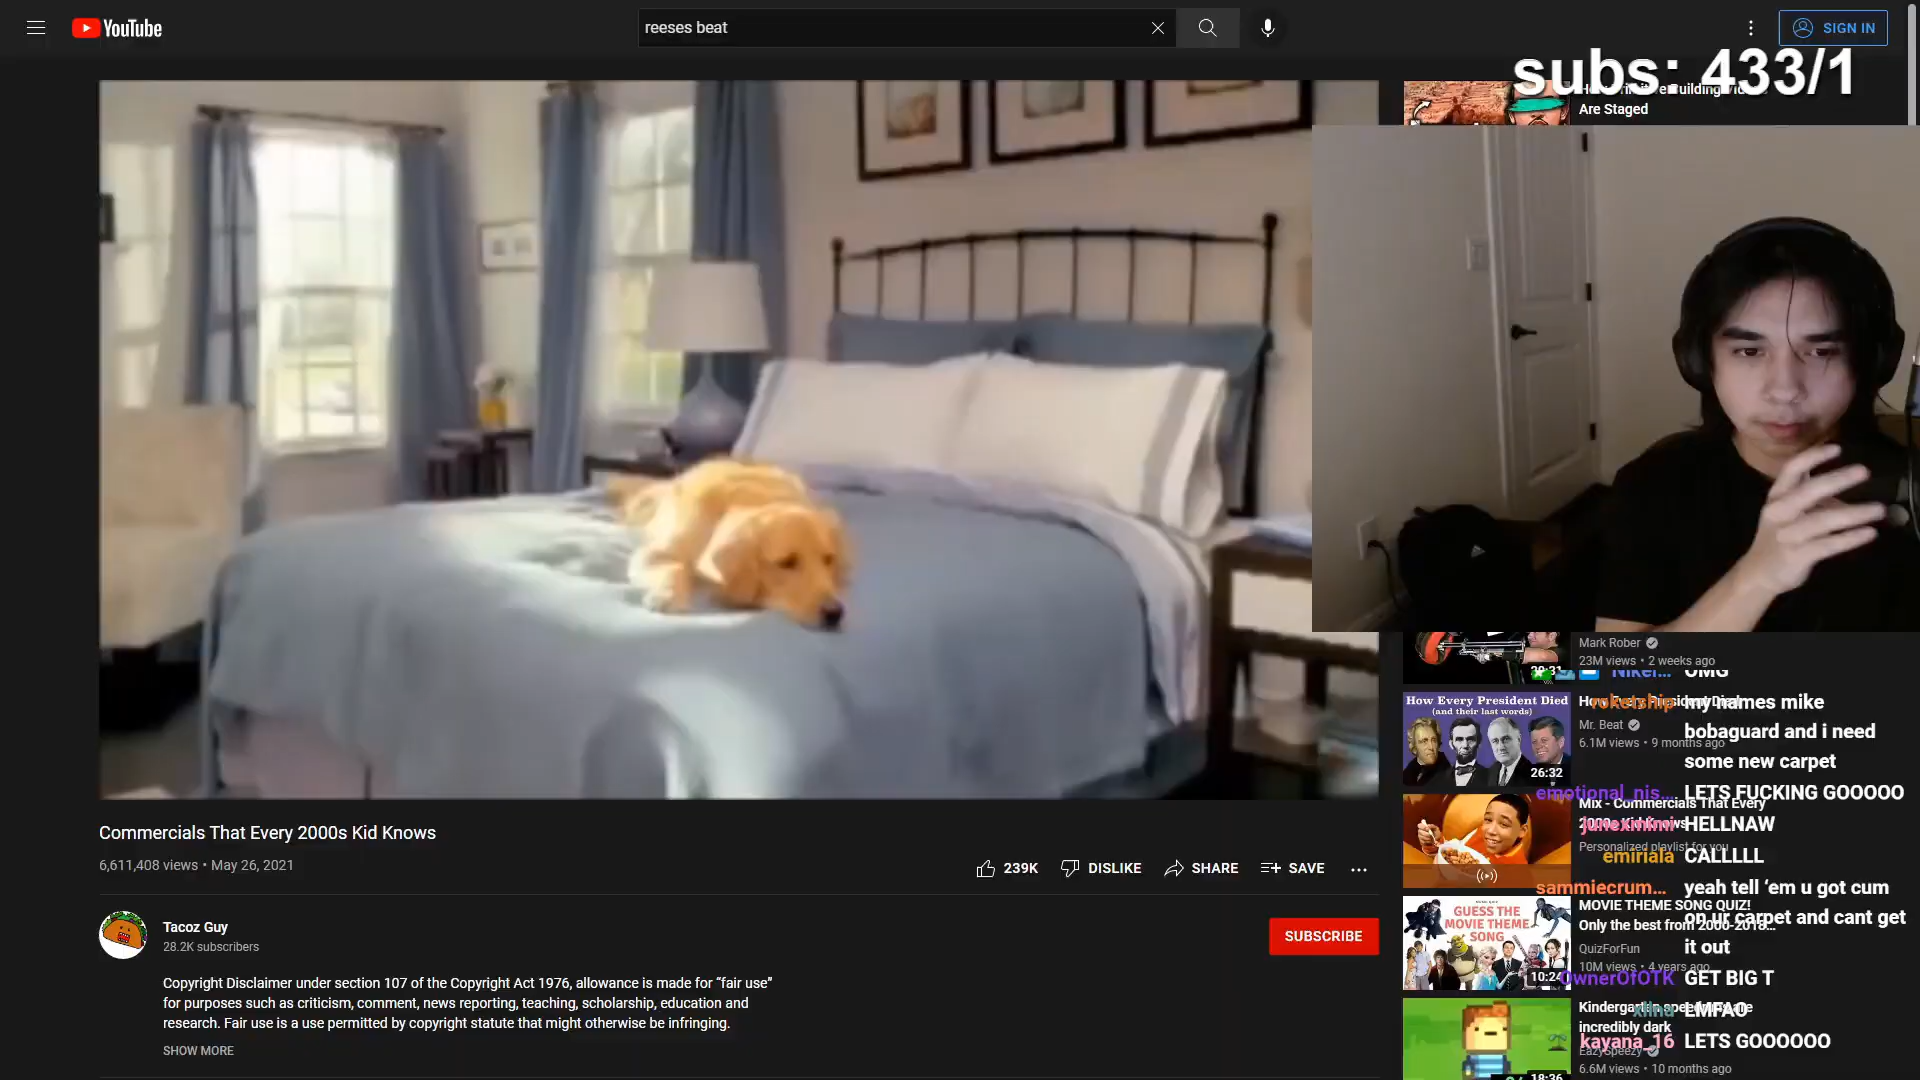 YouTube
reeses beat
SIGN IN
subs: 433/1
Are Staged
Mark Rober
23M views • 2 weeks ago
OMG
How Every President Died
(and their last words)
26:32
How Every President Died
Mr. Beat
6.1M views • 9 months ago
roketship my names mike
bobaguard and i need
some new carpet
emotional_nis... LETS FUCKING GOOOOO
Mix - Commercials That Every
2000s Kid Knows
Personalized playlist for you
junexmimi HELLNAW
emiriala CALLLLL
sammiecrum... yeah tell ‘em u got cum
on ur carpet and cant get
it out
GUESS THE
MOVIE THEME
SONG
10:24
MOVIE THEME SONG QUIZ!
Only the best from 2000-2018...
QuizForFun
10M views • 4 years ago
OwnerOfOTK GET BIG T
LMFAO
Kindergarten
incredibly dark
EazySpeezy
6.6M views • 10 months ago
18:36
kayana_16 LETS GOOOOOO
Commercials That Every 2000s Kid Knows
6,611,408 views • May 26, 2021
239K
DISLIKE
SHARE
SAVE
Tacoz Guy
28.2K subscribers
SUBSCRIBE
Copyright Disclaimer under section 107 of the Copyright Act 1976, allowance is made for “fair use”
for purposes such as criticism, comment, news reporting, teaching, scholarship, education and
research. Fair use is a use permitted by copyright statute that might otherwise be infringing.
SHOW MORE